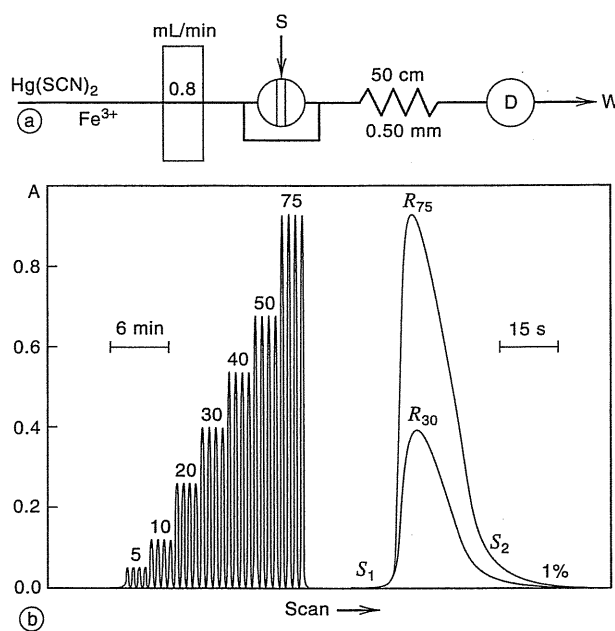 mL/min
S
Hg(SCN)2
0.8
50 cm
D
W
Fe3+
0.50 mm
a
A
75
R75
0.8
6 min
50
15 s
0.6
40
R30
0.4
30
20
0.2
10
S2
5
S1
1%
0.0
b
Scan